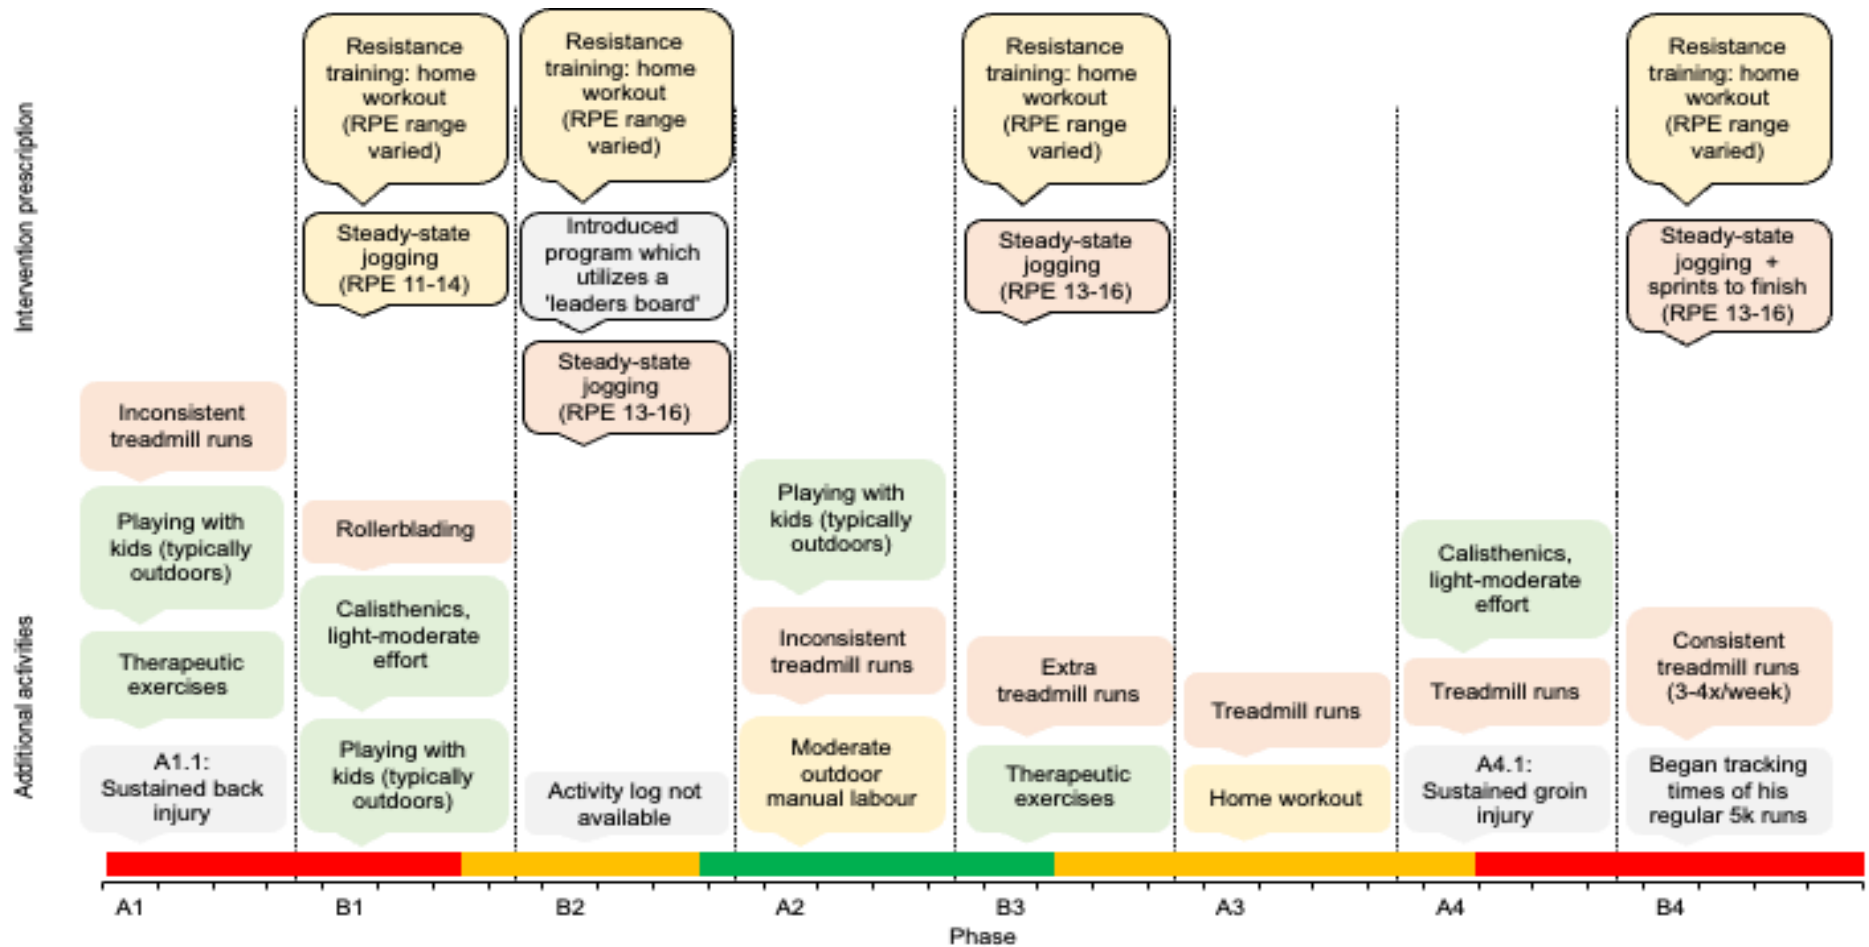 Intervention prescription
Resistance
training: home
workout
(RPE range
varied)
Resistance
training: home
workout
(RPE range
varied)
Resistance
training: home
workout
(RPE range
varied)
Resistance
training: home
workout
(RPE range
varied)
Steady-state
jogging
(RPE 11-14)
Introduced
program which
utilizes a
'leaders board'
Steady-state
jogging
(RPE 13-16)
Steady-state
jogging +
sprints to finish
(RPE 13-16)
Steady-state
jogging
(RPE 13-16)
Additional activities
Inconsistent
treadmill runs
Playing with
kids (typically
outdoors)
Therapeutic
exercises
A1.1:
Sustained back
injury
Rollerblading
Calisthenics,
light-moderate
effort
Playing with
kids (typically
outdoors)
Activity log not
available
Playing with
kids (typically
outdoors)
Inconsistent
treadmill runs
Moderate
outdoor
manual labour
Extra
treadmill runs
Therapeutic
exercises
Treadmill runs
Home workout
Calisthenics,
light-moderate
effort
Treadmill runs
A4.1:
Sustained groin
injury
Consistent
treadmill runs
(3-4x/week)
Began tracking
times of his
regular 5k runs
A1 B1 B2 A2 B3 A3 A4 B4
Phase